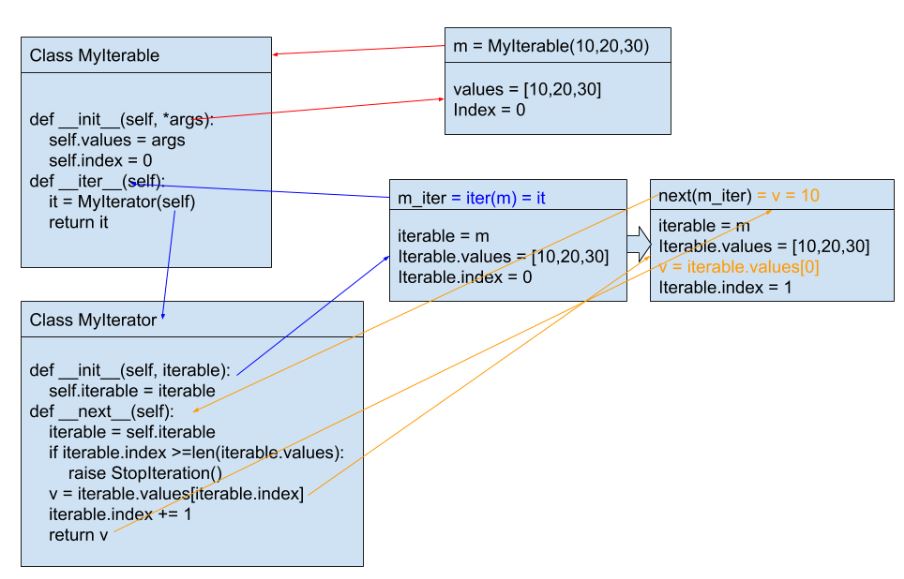 Class MyIterable
def __init__(self, *args):
self.values = args
self.index = 0
def __iter__(self):
it = MyIterator(self)
return it
m = MyIterable(10,20,30)
values = [10,20,30]
Index = 0
m_iter = iter(m) = it
iterable = m
Iterable.values = [10,20,30]
Iterable.index = 0
next(m_iter) = v = 10
iterable = m
Iterable.values = [10,20,30]
v = iterable.values[0]
Iterable.index = 1
Class MyIterator
def __init__(self, iterable):
self.iterable = iterable
def __next__(self):
iterable = self.iterable
if iterable.index >=len(iterable.values):
raise StopIteration()
v = iterable.values[iterable.index]
iterable.index += 1
return v